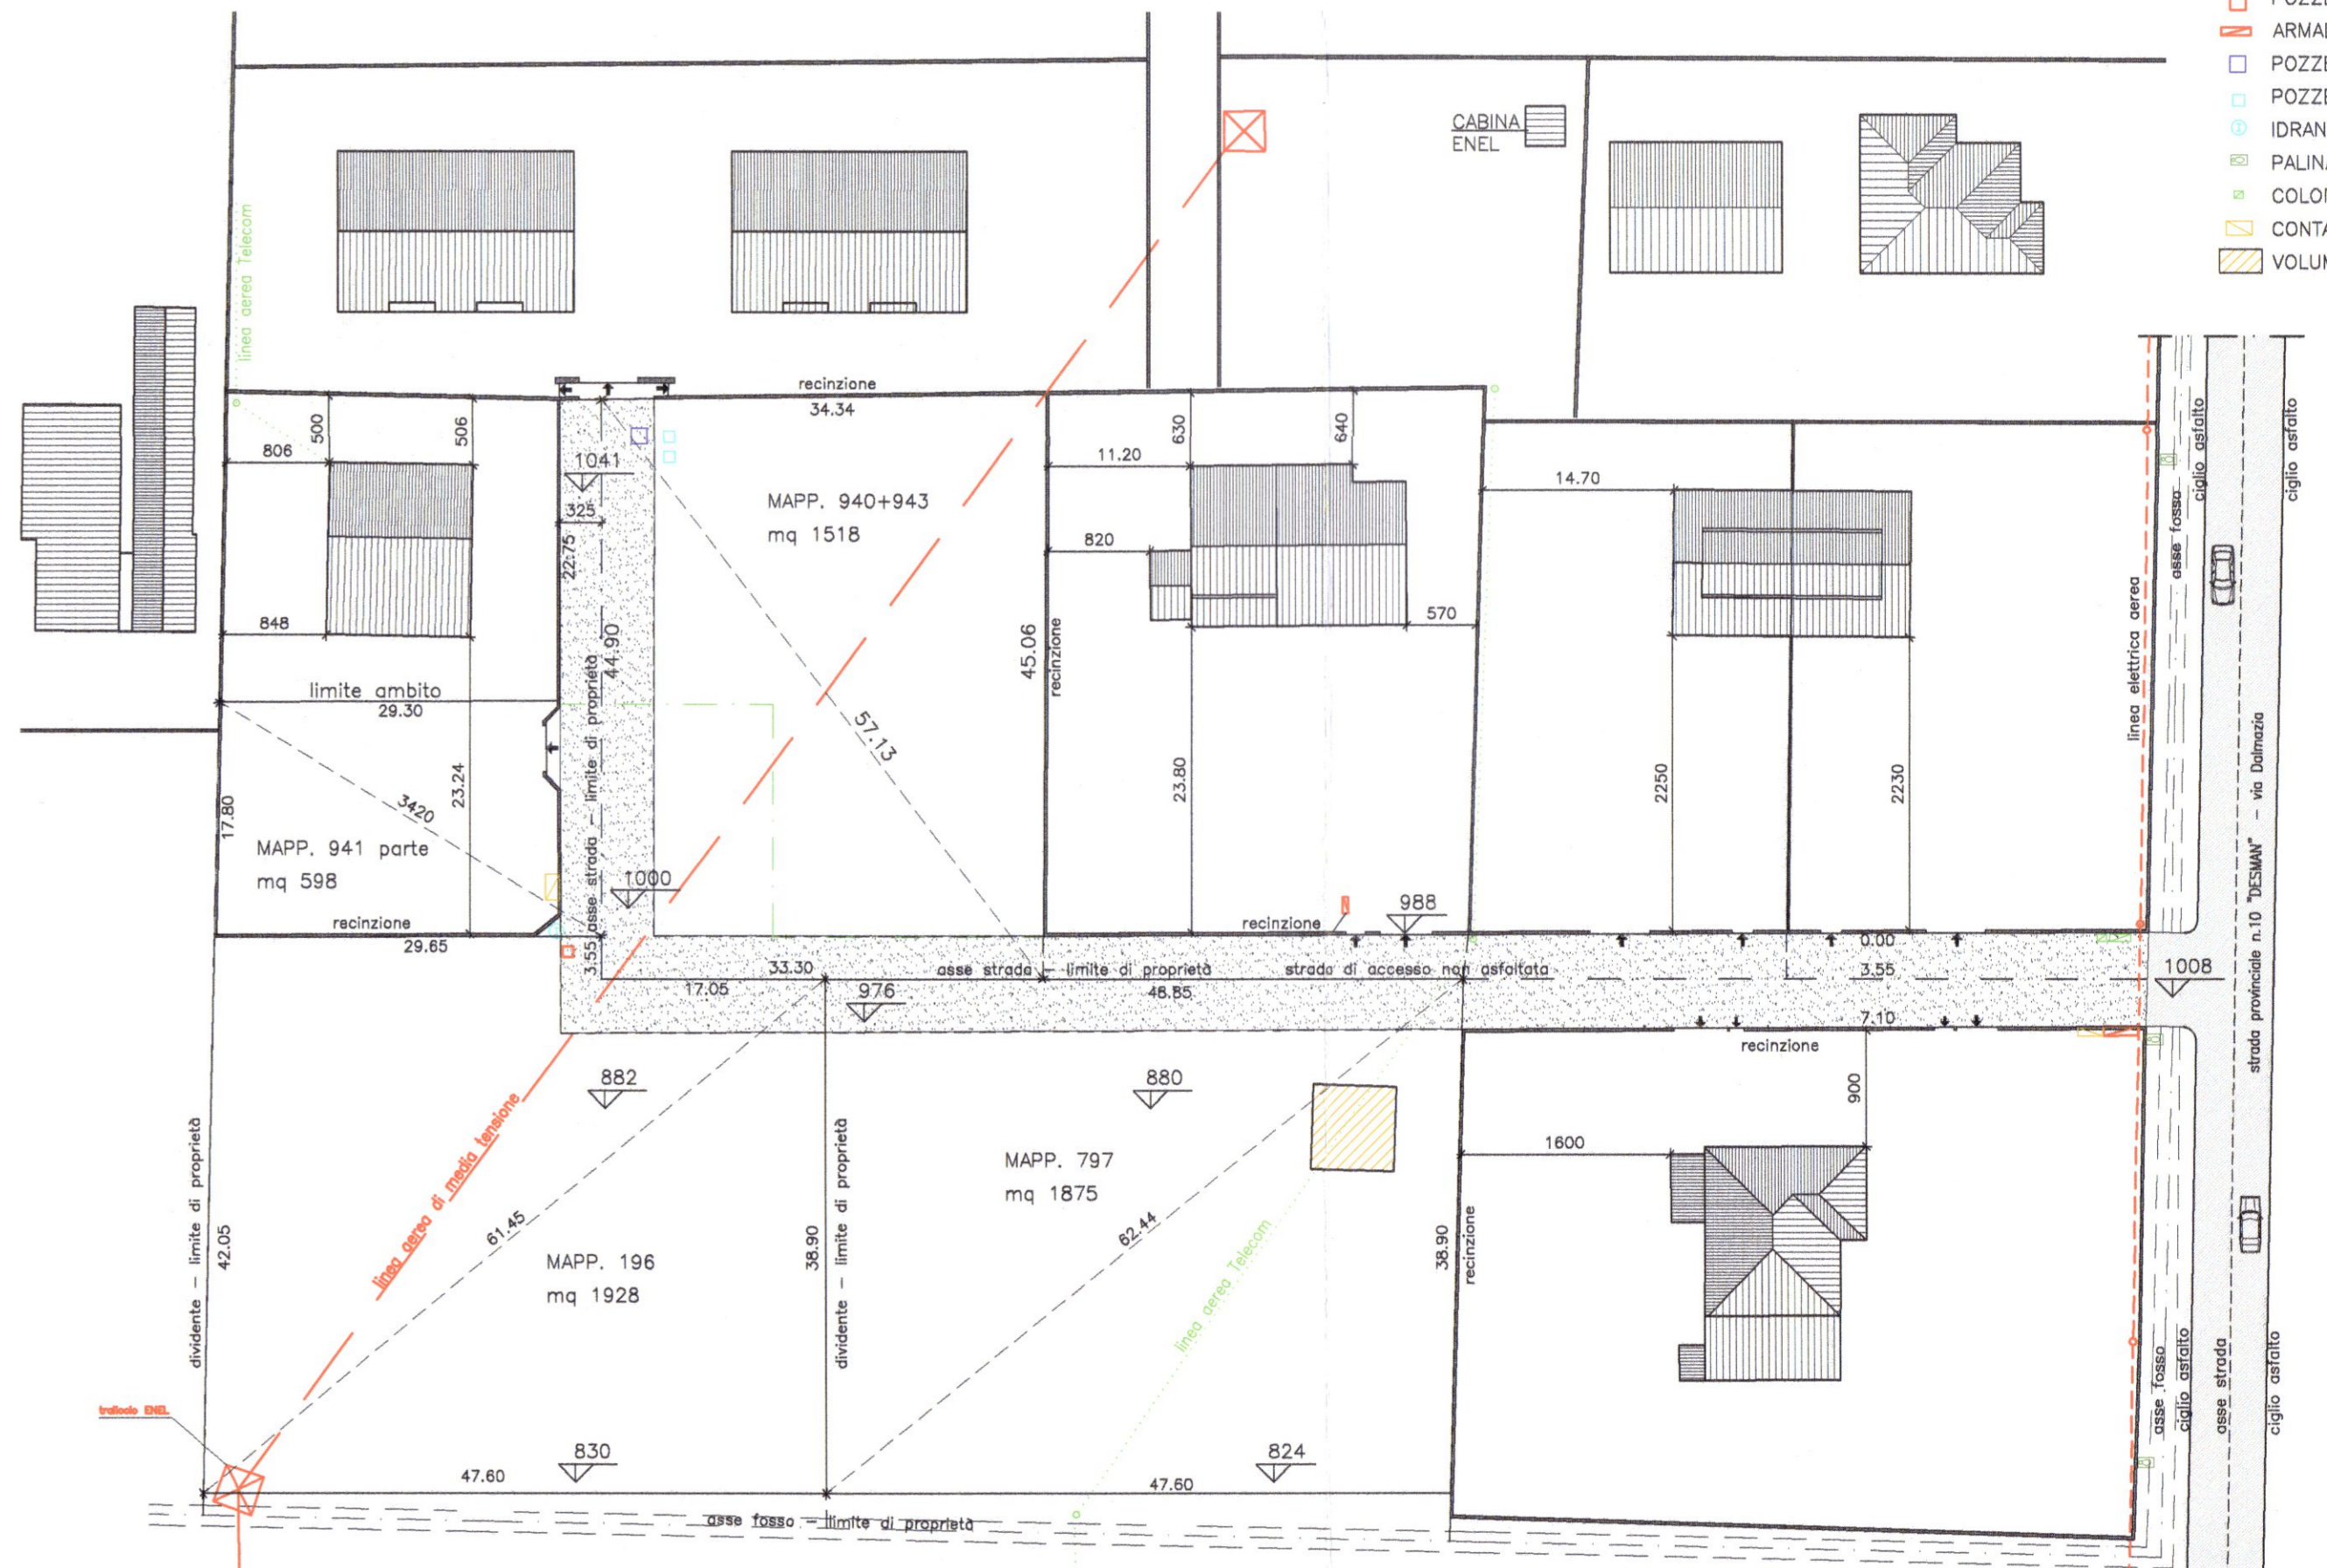 POZZE
ARMAD
POZZE
POZZE
IDRAN
PALINA
COLO
CONTA
VOLUM
CABINA
ENEL
linea aerea Telecom
recinzione
34.34
500
506
806
1041
325
22.75
MAPP. 940+943
mq 1518
630
640
11.20
820
14.70
570
848
limite ambito
29.30
17.80
3420
23.24
MAPP. 941 parte
mq 598
recinzione
29.65
asse strada - limite di proprietà
44.90
3.55
1000
57.13
45.06
recinzione
23.80
2250
2230
recinzione
988
linea elettrica aerea
asse fosso
ciglio asfalto
ciglio asfalto
strada provinciale n.10 "DESMAN" - via Dalmazia
33.30
17.05
asse strada - limite di proprietà
48.85
strada di accesso non asfaltata
0.00
3.55
7.10
1008
976
882
880
recinzione
900
1600
dividente - limite di proprietà
42.05
linea aerea di media tensione
61.45
MAPP. 196
mq 1928
38.90
dividente - limite di proprietà
MAPP. 797
mq 1875
62.44
linea aerea Telecom
38.90
recinzione
traliccio ENEL
830
47.60
824
47.60
asse fosso - limite di proprietà
asse fosso
ciglio asfalto
asse strada
ciglio asfalto